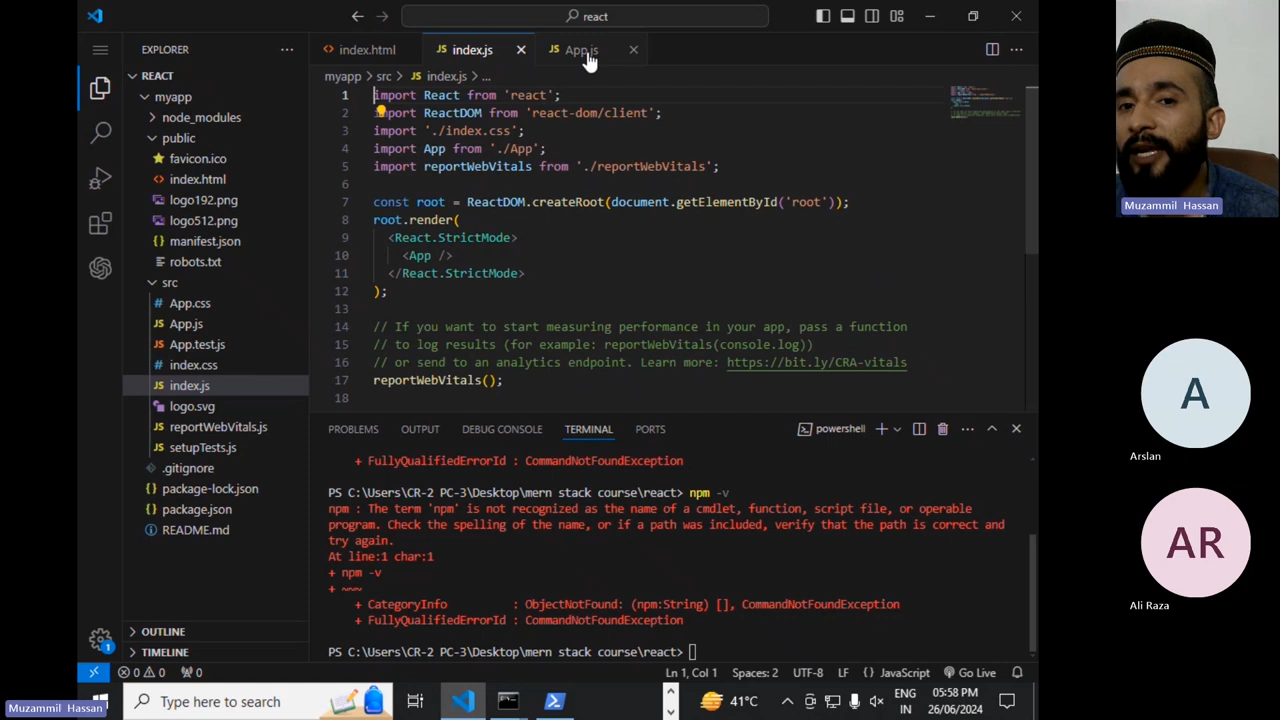 react
EXPLORER
index.html
index.js
App.js
REACT
myapp
node_modules
public
favicon.ico
index.html
logo192.png
logo512.png
manifest.json
robots.txt
src
App.css
App.js
App.test.js
index.css
index.js
logo.svg
reportWebVitals.js
setupTests.js
.gitignore
package-lock.json
package.json
README.md
OUTLINE
TIMELINE
myapp > src > JS index.js > ...
1 import React from 'react';
2 import ReactDOM from 'react-dom/client';
3 import './index.css';
4 import App from './App';
5 import reportWebVitals from './reportWebVitals';
6
7 const root = ReactDOM.createRoot(document.getElementById('root'));
8 root.render(
9 <React.StrictMode>
10 <App />
11 </React.StrictMode>
12 );
13
14 // If you want to start measuring performance in your app, pass a function
15 // to log results (for example: reportWebVitals(console.log))
16 // or send to an analytics endpoint. Learn more: https://bit.ly/CRA-vitals
17 reportWebVitals();
18
PROBLEMS OUTPUT DEBUG CONSOLE TERMINAL PORTS
powershell
+ FullyQualifiedErrorId : CommandNotFoundException
PS C:\Users\CR-2 PC-3\Desktop\mern stack course\react> npm -v
npm : The term 'npm' is not recognized as the name of a cmdlet, function, script file, or operable
program. Check the spelling of the name, or if a path was included, verify that the path is correct and
try again.
At line:1 char:1
+ npm -v
+ ~~~
+ CategoryInfo : ObjectNotFound: (npm:String) [], CommandNotFoundException
+ FullyQualifiedErrorId : CommandNotFoundException
PS C:\Users\CR-2 PC-3\Desktop\mern stack course\react>
0 0 0
Ln 1, Col 1 Spaces: 2 UTF-8 LF {} JavaScript Go Live
Muzammil Hassan
Type here to search
41°C
ENG
IN
05:58 PM
26/06/2024
Muzammil Hassan
A
Arslan
AR
Ali Raza